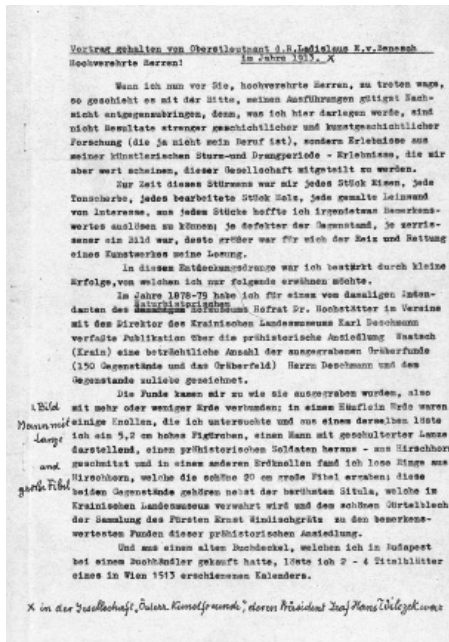 Vortrag gehalten von Oberstleutnant d.R.Ladislaus E.v.Benesch
im Jahre 1913. X
Hochverehrte Herren!
Wenn ich nun vor Sie, hochverehrte Herren, zu treten wage,
so geschieht es mit der Bitte, meinen Ausführungen gütigst Nach-
sicht entgegenzubringen, denn, was ich hier darlegen werde, sind
nicht Resultate strenger geschichtlicher und kunstgeschichtlicher
Forschung (die ja nicht mein Beruf ist), sondern Erlebnisse aus
meiner künstlerischen Sturm-und Drangperiode - Erlebnisse, die mir
aber wert scheinen, dieser Gesellschaft mitgeteilt zu werden.
Zur Zeit dieses Stürmens war mir jedes Stück Eisen, jede
Tonscherbe, jedes bearbeitete Stück Holz, jede gemalte Leinwand
von Interesse, aus jedem Stücke hoffte ich irgendetwas Bemerkens-
wertes auslösen zu können; je defekter der Gegenstand, je zerris-
sener ein Bild war, desto größer war für mich der Reiz und Rettung
eines Kunstwerkes meine Losung.
In diesem Entdeckungsdrange war ich bestärkt durch kleine
Erfolge,von welchen ich nur folgende erwähnen möchte.
Im Jahre 1878-79 habe ich für einem vom damaligen Inten-
Naturhistorischen
danten des Hofmuseums Hofrat Dr. Hochstätter im Vereine
mit dem Direktor des Krainischen Landesmuseums Karl Deschmann
verfaßte Publikation über die prähistorische Ansiedlung Waatsch
(Krain) eine beträchtliche Anzahl der ausgegrabenen Gräberfunde
(150 Gegenstände und das Gräberfeld) Herrn Deschmann und dem
Gegenstande zuliebe gezeichnet.
Die Funde kamen mir zu wie sie ausgegraben wurden, also
mit mehr oder weniger Erde verbunden; in einem Häuflein Erde waren
einige Knollen, die ich untersuchte und aus einem derselben löste
ich ein 5,2 cm hohes Figürchen, einen Mann mit geschulterter Lanze
darstellend, einen prähistorischen Soldaten heraus - aus Hirschhorn
geschnitzt und in einem anderen Erdknollen fand ich lose Ringe aus
Hirschhorn, welche die schöne 20 cm große Fibel ergaben; diese
beiden Gegenstände gehören nebst der berühmten Situla, welche im
Krainischen Landesmuseum verwahrt wird und dem schönen Gürtelblech
der Sammlung des Fürsten Ernst Windischgrätz zu den bemerkens-
wertesten Funden dieser prähistorischen Ansiedlung.
Und aus einem alten Buchdeckel, welchen ich in Budapest
bei einem Buchhändler gekauft hatte, löste ich 2 - 4 Titelblätter
eines in Wien 1513 erschienenen Kalenders.
Bild
Mann mit
Lanze
und
große Fibel
X in der Gesellschaft „Österr. Kunstfreunde", deren Präsident Graf Hans Wilczek war